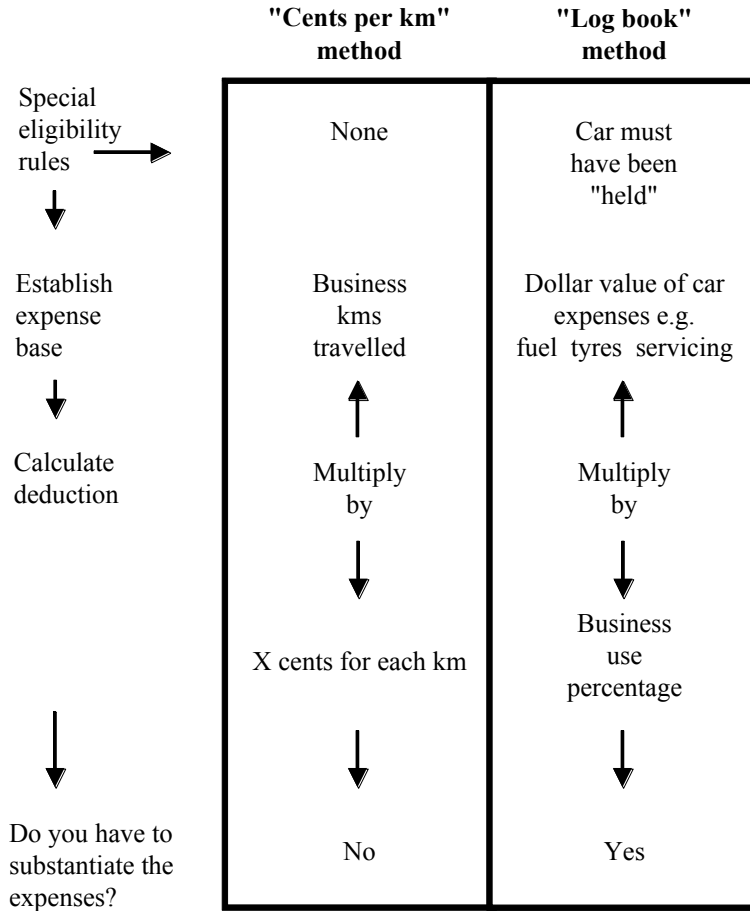 "Cents per km"
method
"Log book"
method
Special
eligibility
rules
None
Car must
have been
"held"
Establish
expense
base
Business
kms
travelled
Dollar value of car
expenses e.g.
fuel tyres servicing
Calculate
deduction
Multiply
by
Multiply
by
X cents for each km
Business
use
percentage
Do you have to
substantiate the
expenses?
No
Yes